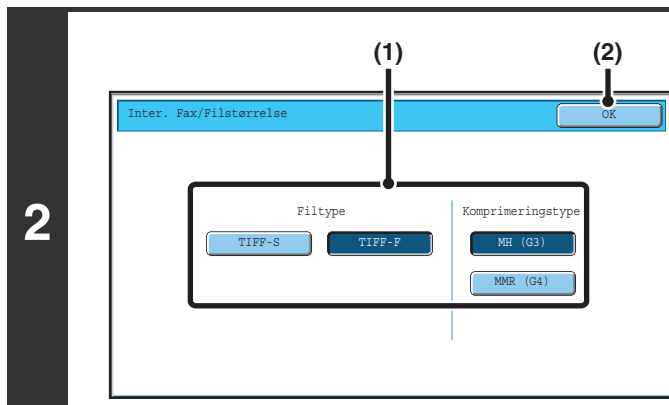 2
(1) (2)
Inter. Fax/Filstørrelse OK
Filtype Komprimeringstype
TIFF-S TIFF-F MH (G3)
MMR (G4)